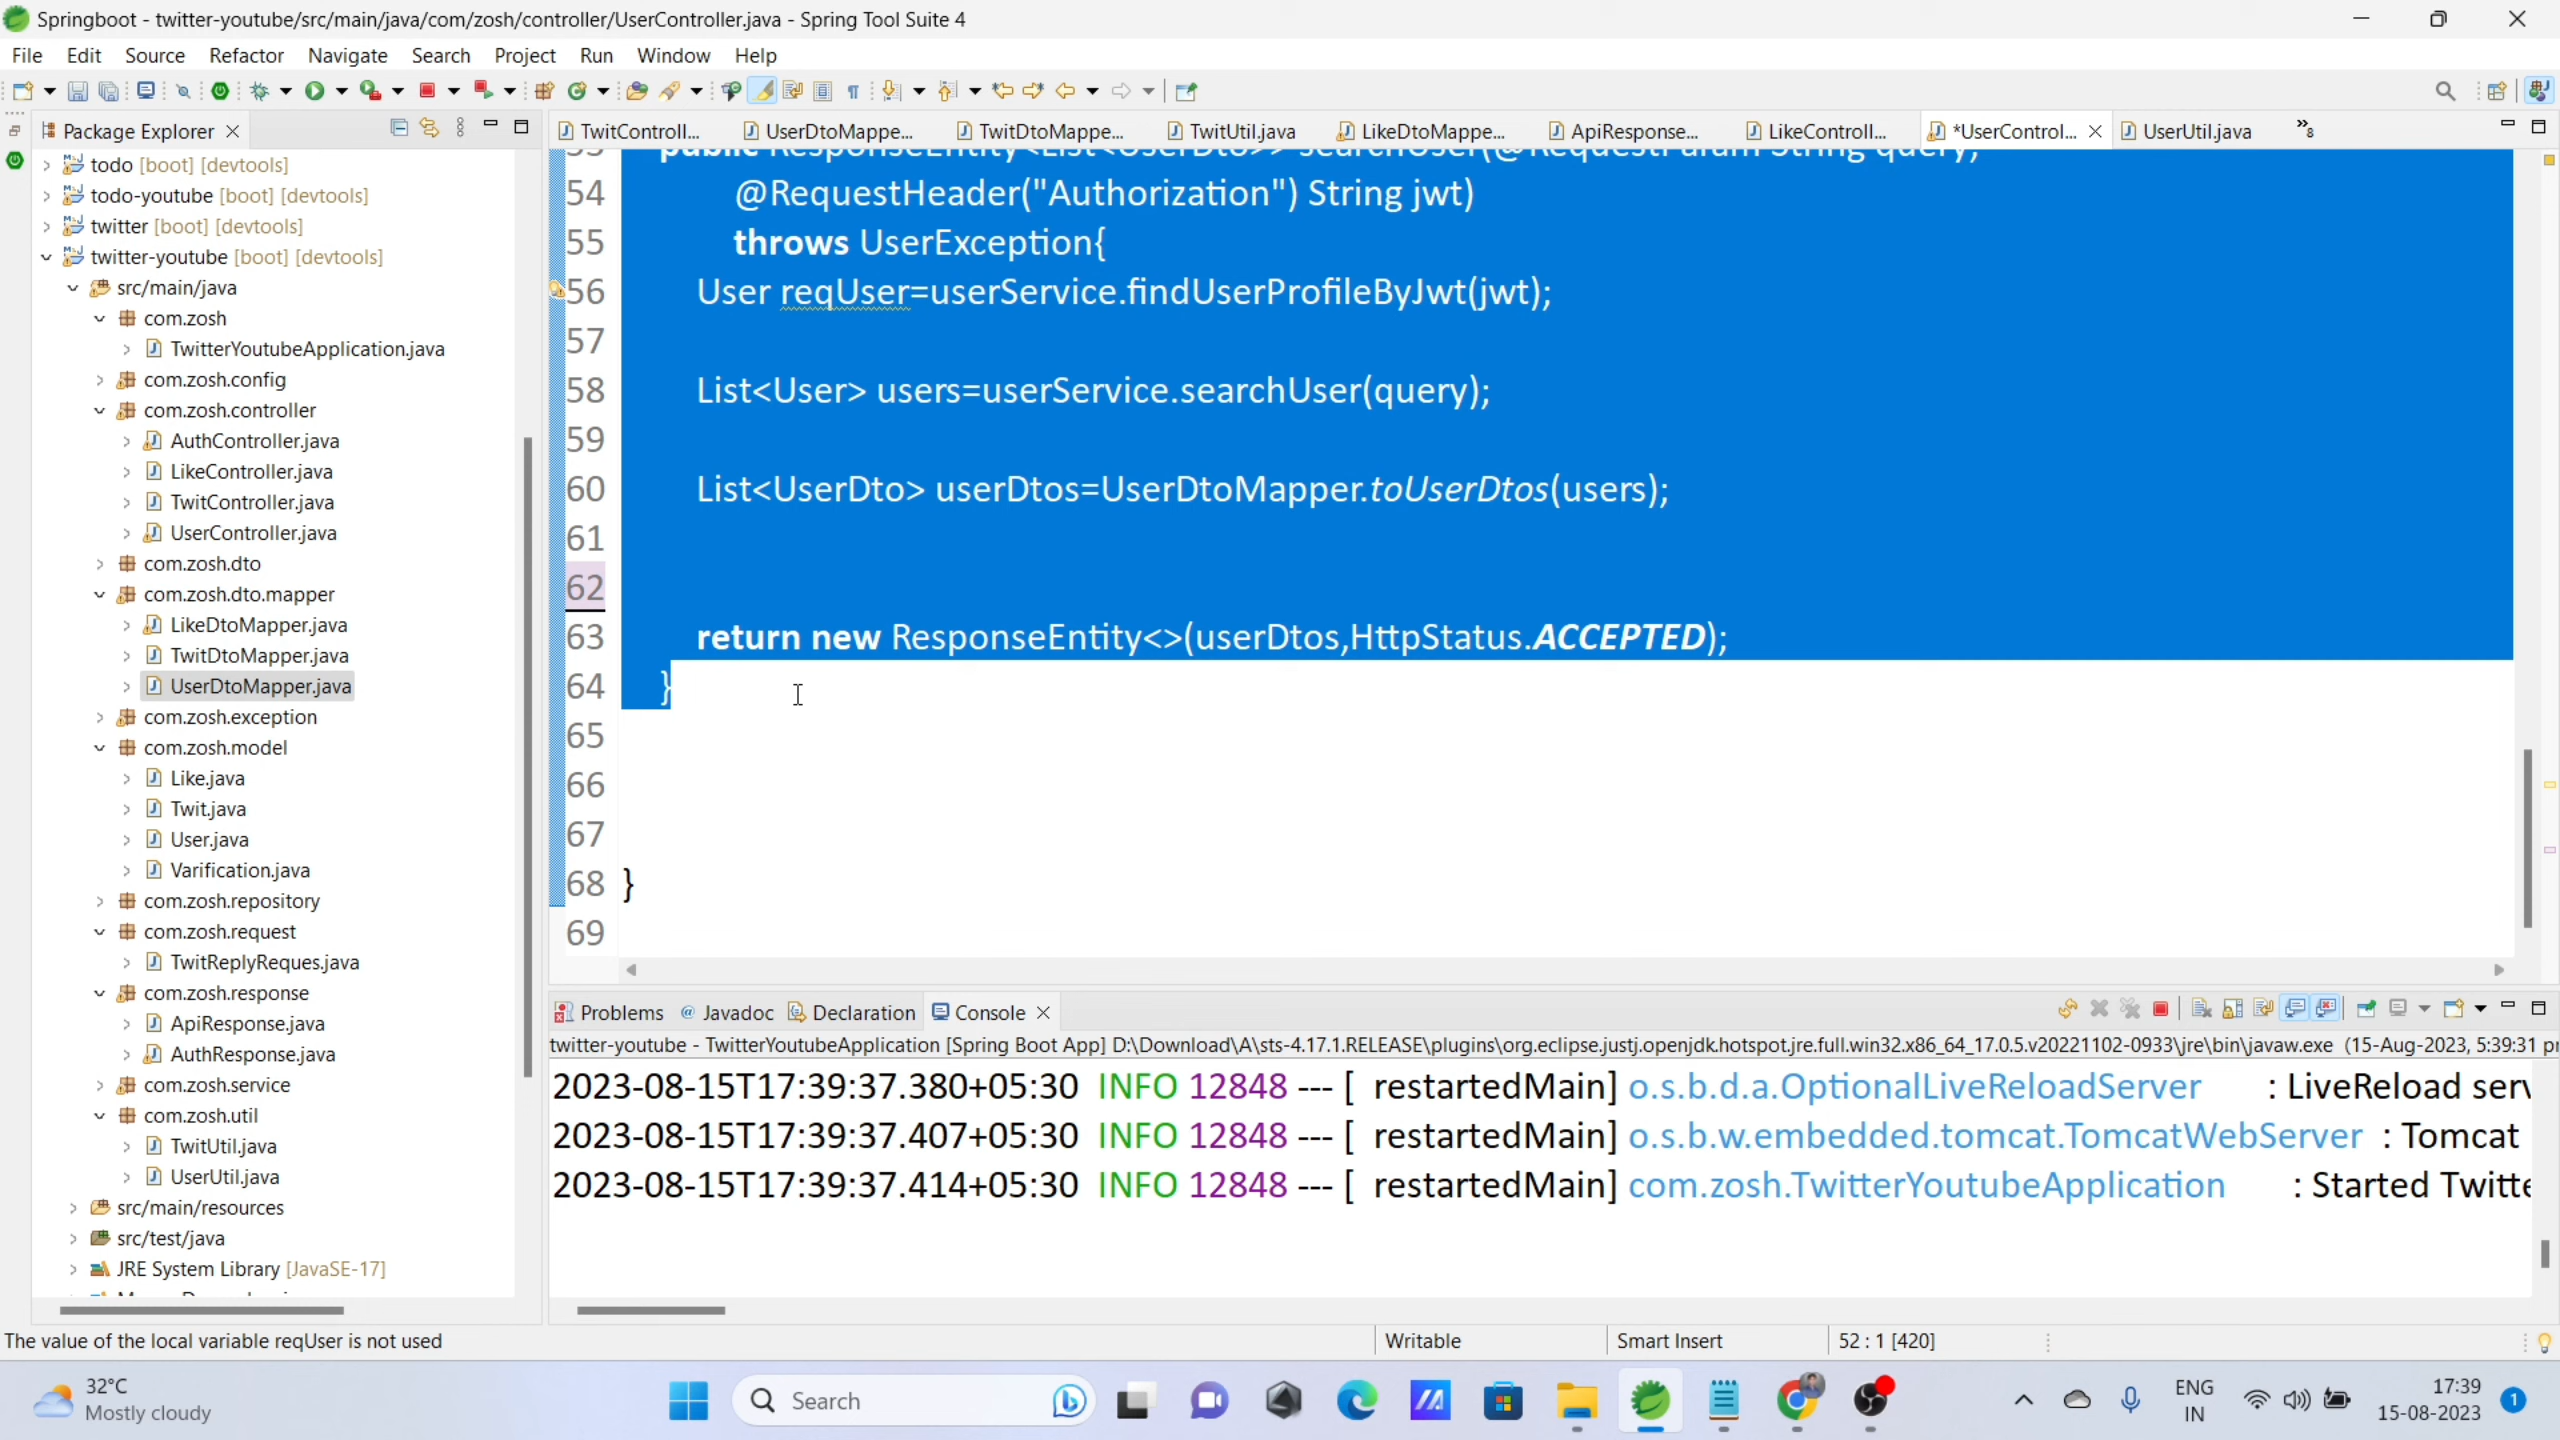 Springboot - twitter-youtube/src/main/java/com/zosh/controller/UserController.java - Spring Tool Suite 4
File Edit Source Refactor Navigate Search Project Run Window Help
Package Explorer
TwitControll... UserDtoMappe... TwitDtoMappe... TwitUtil.java LikeDtoMappe... ApiResponse... LikeControll... *UserControl... UserUtil.java »8
todo [boot] [devtools]
todo-youtube [boot] [devtools]
twitter [boot] [devtools]
twitter-youtube [boot] [devtools]
src/main/java
com.zosh
TwitterYoutubeApplication.java
com.zosh.config
com.zosh.controller
AuthController.java
LikeController.java
TwitController.java
UserController.java
com.zosh.dto
com.zosh.dto.mapper
LikeDtoMapper.java
TwitDtoMapper.java
UserDtoMapper.java
com.zosh.exception
com.zosh.model
Like.java
Twit.java
User.java
Varification.java
com.zosh.repository
com.zosh.request
TwitReplyReques.java
com.zosh.response
ApiResponse.java
AuthResponse.java
com.zosh.service
com.zosh.util
TwitUtil.java
UserUtil.java
src/main/resources
src/test/java
JRE System Library [JavaSE-17]
53 public ResponseEntity<List<UserDto>> searchUser(@RequestParam String query,
54 @RequestHeader("Authorization") String jwt)
55 throws UserException{
56 User reqUser=userService.findUserProfileByJwt(jwt);
57
58 List<User> users=userService.searchUser(query);
59
60 List<UserDto> userDtos=UserDtoMapper.toUserDtos(users);
61
62
63 return new ResponseEntity<>(userDtos,HttpStatus.ACCEPTED);
64 }
65
66
67
68 }
69
Problems Javadoc Declaration Console
twitter-youtube - TwitterYoutubeApplication [Spring Boot App] D:\Download\A\sts-4.17.1.RELEASE\plugins\org.eclipse.justj.openjdk.hotspot.jre.full.win32.x86_64_17.0.5.v20221102-0933\jre\bin\javaw.exe (15-Aug-2023, 5:39:31 pr
2023-08-15T17:39:37.380+05:30 INFO 12848 --- [ restartedMain] o.s.b.d.a.OptionalLiveReloadServer : LiveReload serv
2023-08-15T17:39:37.407+05:30 INFO 12848 --- [ restartedMain] o.s.b.w.embedded.tomcat.TomcatWebServer : Tomcat
2023-08-15T17:39:37.414+05:30 INFO 12848 --- [ restartedMain] com.zosh.TwitterYoutubeApplication : Started Twitte
The value of the local variable reqUser is not used Writable Smart Insert 52 : 1 [420]
32°C
Mostly cloudy
Search
ENG
IN
17:39
15-08-2023
1